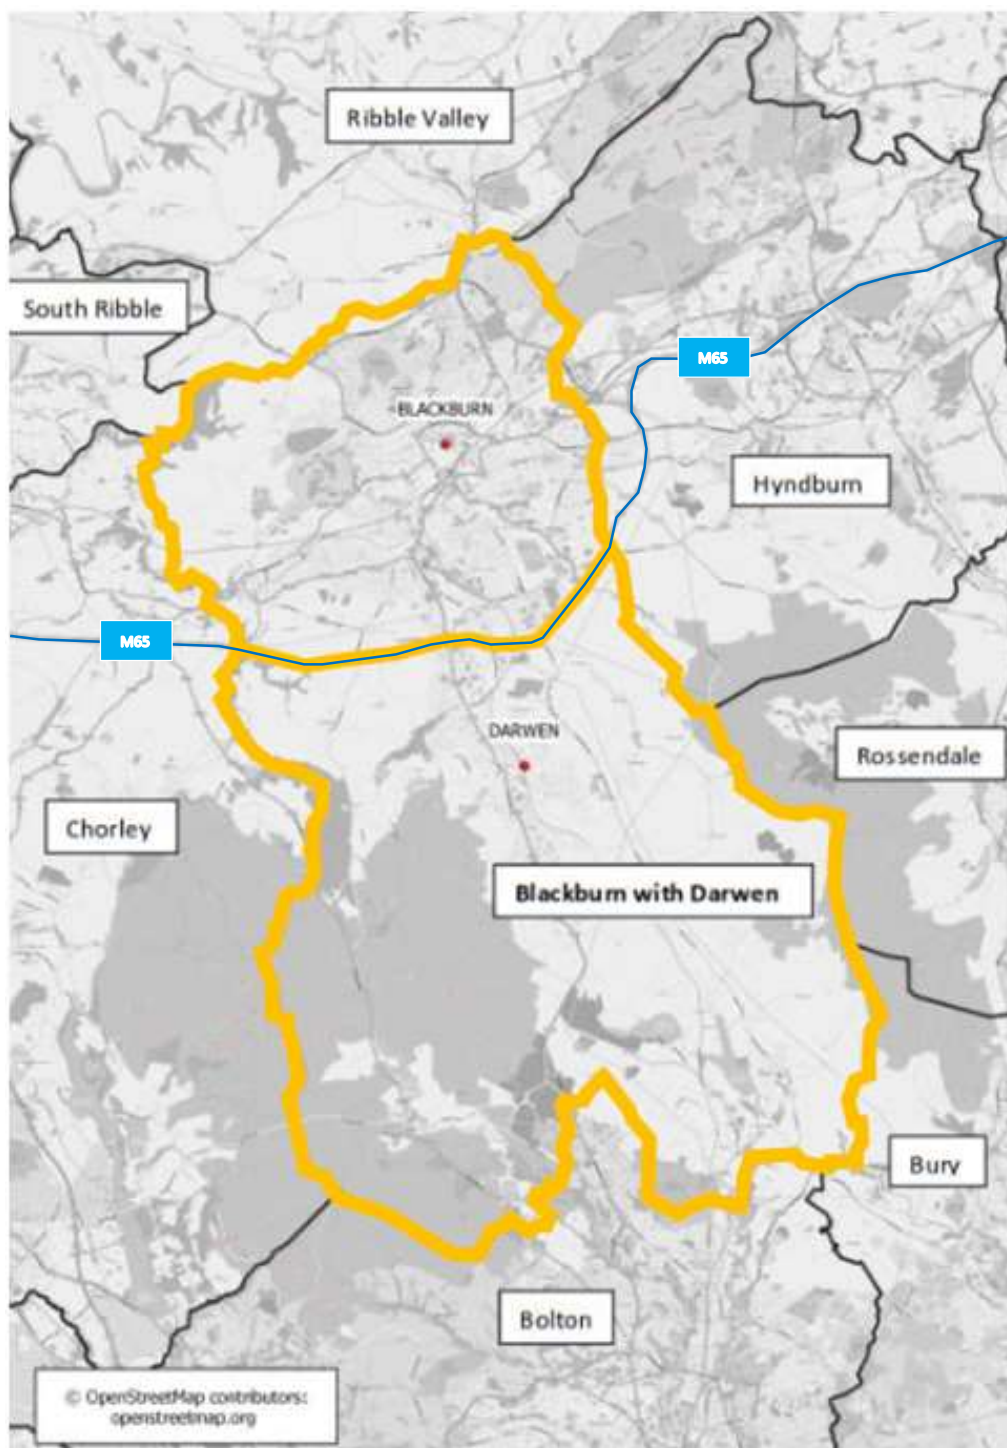 Ribble Valley
South Ribble
M65
BLACKBURN
Hyndburn
M65
DARWEN
Rossendale
Chorley
Blackburn with Darwen
Bury
Bolton
© OpenStreetMap contributors:
openstreetmap.org